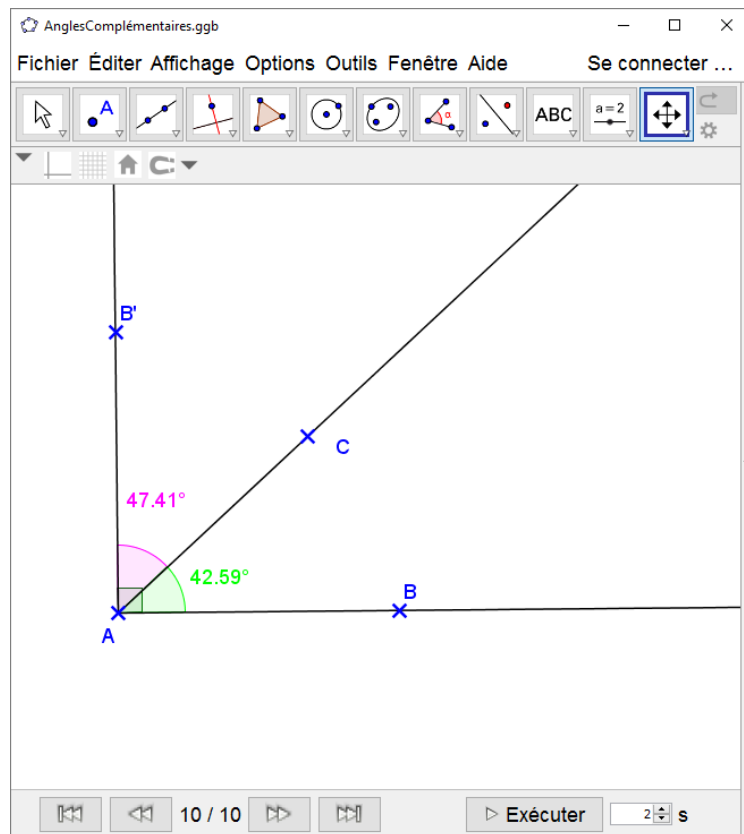 AnglesComplémentaires.ggb
Fichier Éditer Affichage Options Outils Fenêtre Aide Se connecter ...
A α ABC a=2
B'
C
47.41°
42.59°
B
A
10 / 10 Exécuter 2 s